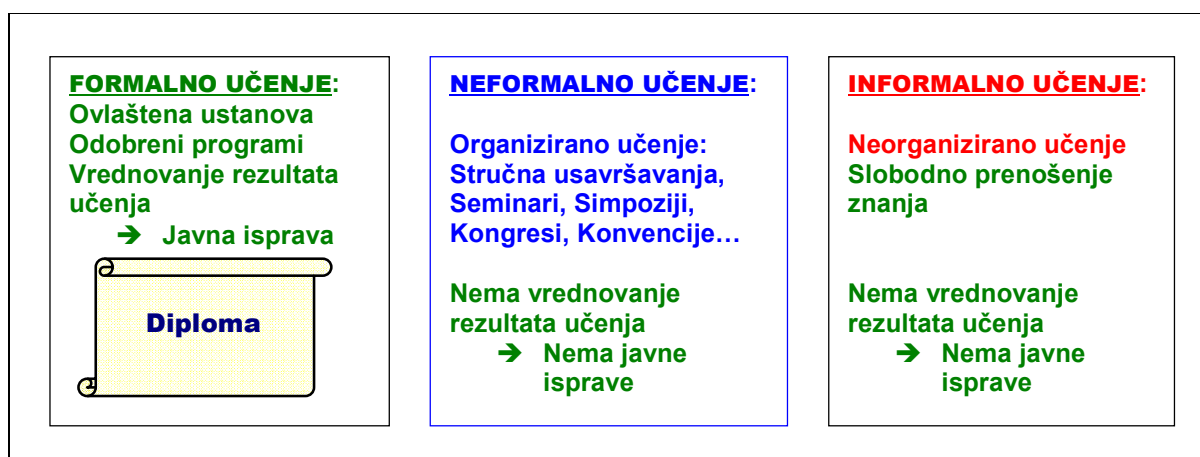 FORMALNO UČENJE:
Ovlaštena ustanova
Odobreni programi
Vrednovanje rezultata
učenja
➔ Javna isprava
Diploma
NEFORMALNO UČENJE:
Organizirano učenje:
Stručna usavršavanja,
Seminari, Simpoziji,
Kongresi, Konvencije…
Nema vrednovanje
rezultata učenja
➔ Nema javne
isprave
INFORMALNO UČENJE:
Neorganizirano učenje
Slobodno prenošenje
znanja
Nema vrednovanje
rezultata učenja
➔ Nema javne
isprave